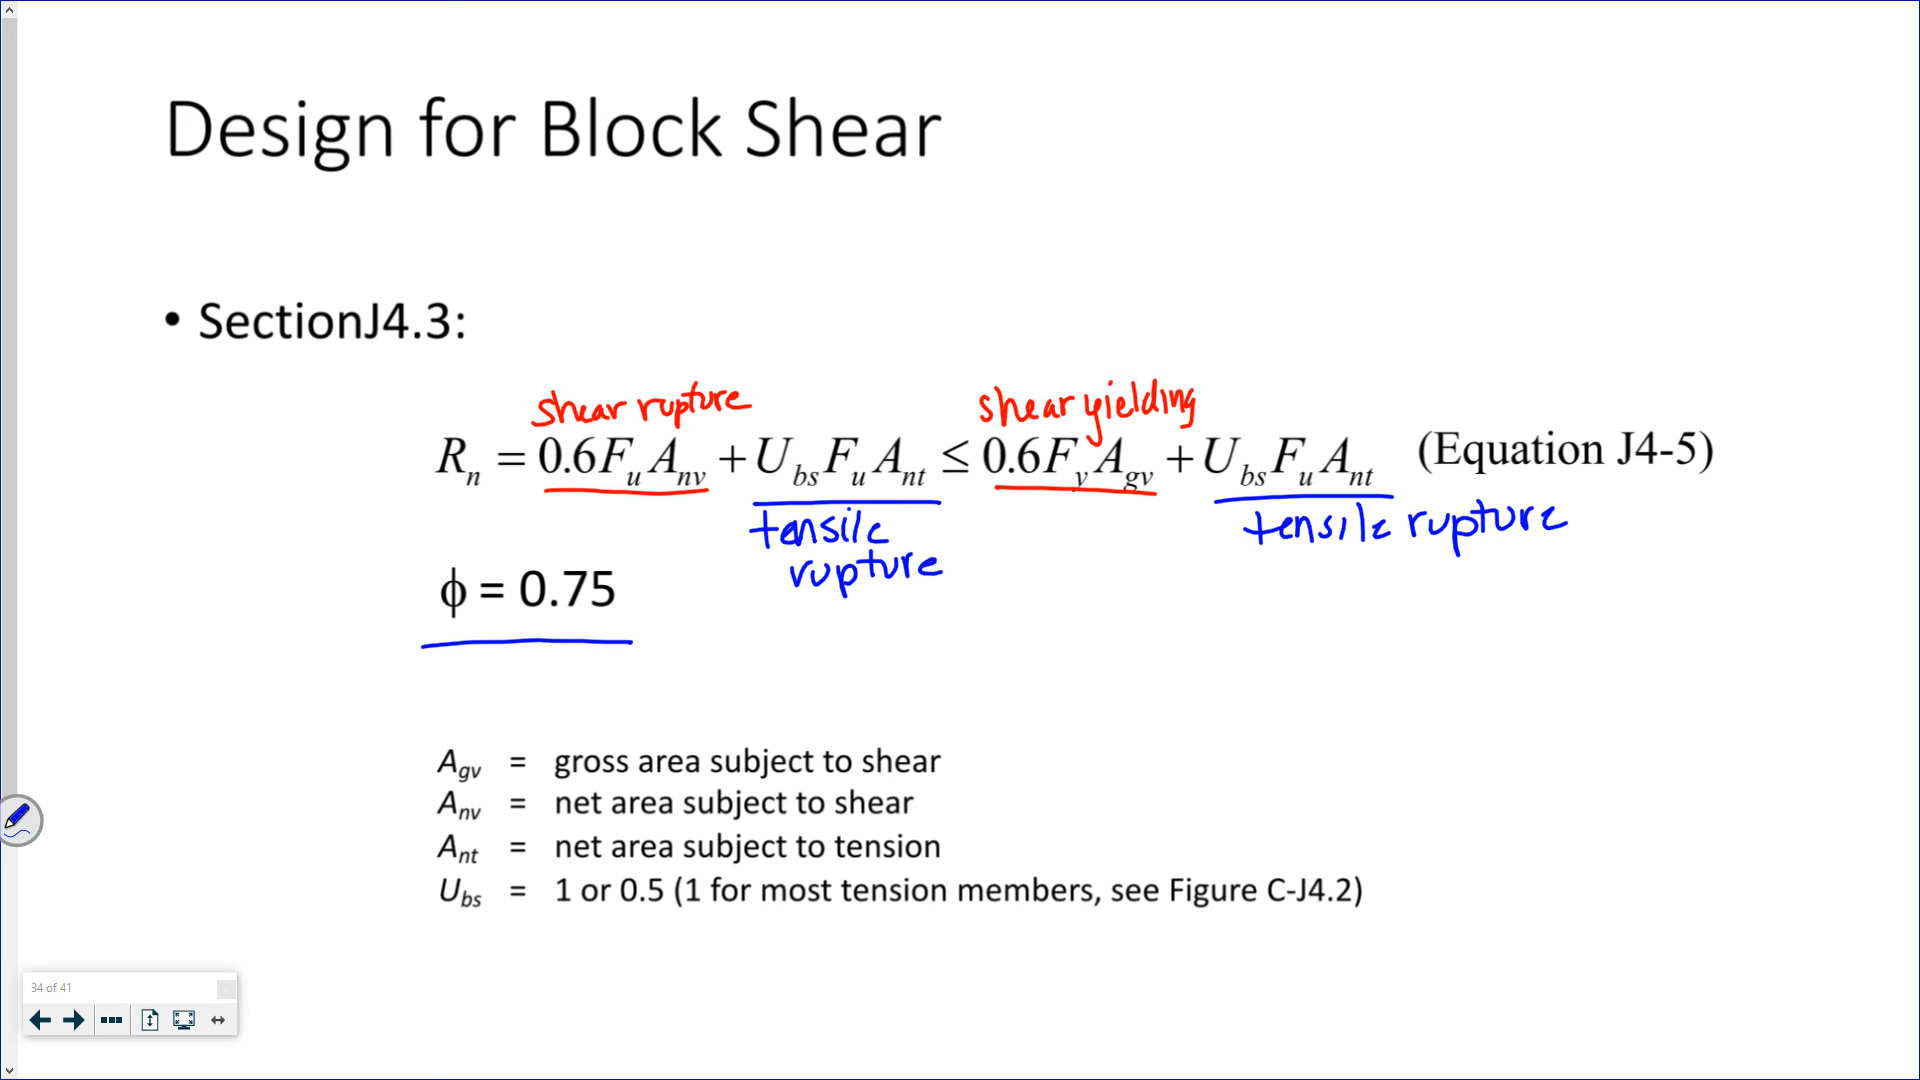 Design for Block Shear
• SectionJ4.3:
shear rupture shear yielding
Rn = 0.6FuAnv + UbsFuAnt ≤ 0.6FyAgv + UbsFuAnt (Equation J4-5)
tensile rupture tensile rupture
ϕ = 0.75
Agv = gross area subject to shear
Anv = net area subject to shear
Ant = net area subject to tension
Ubs = 1 or 0.5 (1 for most tension members, see Figure C-J4.2)
34 of 41